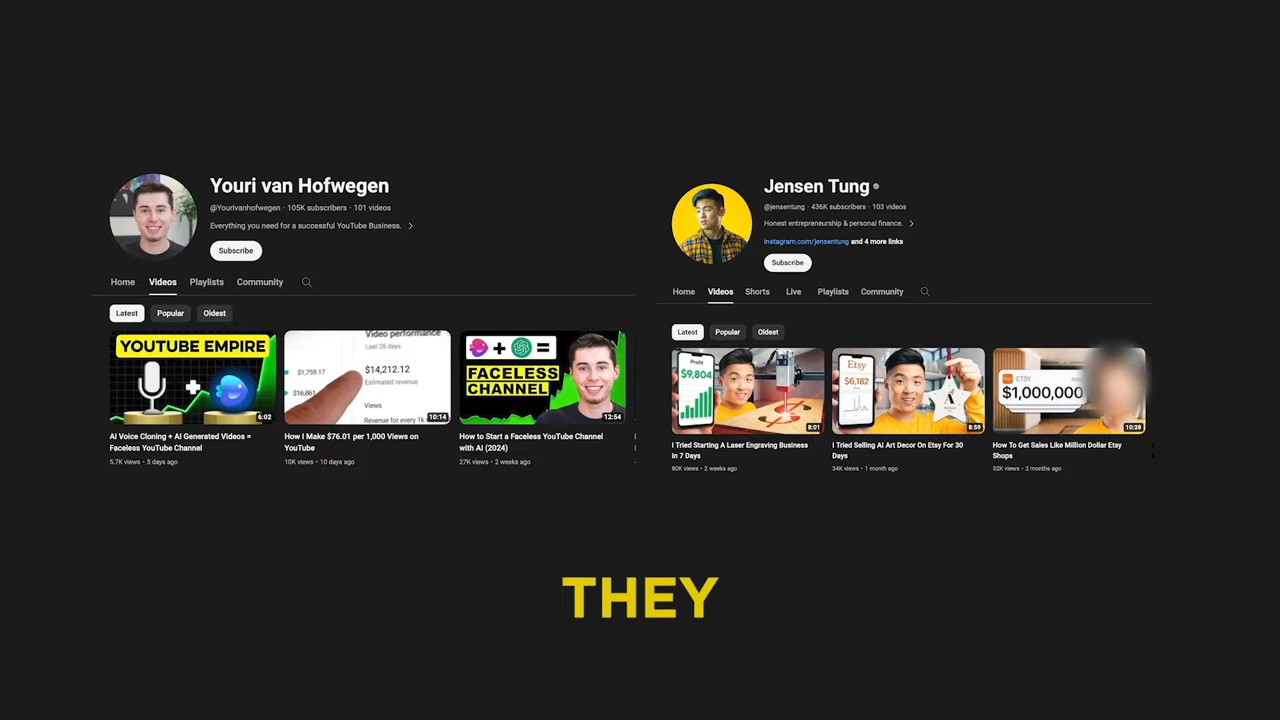 Youri van Hofwegen
@Yourivanhofwegen · 105K subscribers · 101 videos
Everything you need for a successful YouTube Business.
Subscribe
Home Videos Playlists Community
Latest Popular Oldest
YOUTUBE EMPIRE
+
6:02
AI Voice Cloning + AI Generated Videos =
Faceless YouTube Channel
5.7K views • 5 days ago
Video performance
Last 28 days
$1,759.17
$14,212.12
Estimated revenue
$16,861
Views
Revenue for every 1k
10:14
How I Make $76.01 per 1,000 Views on
YouTube
10K views • 10 days ago
+ =
FACELESS
CHANNEL
12:54
How to Start a Faceless YouTube Channel
with AI (2024)
27K views • 2 weeks ago
Jensen Tung
@jensentung · 436K subscribers · 103 videos
Honest entrepreneurship & personal finance.
instagram.com/jensentung and 4 more links
Subscribe
Home Videos Shorts Live Playlists Community
Latest Popular Oldest
Profit
$9,804
8:01
I Tried Starting A Laser Engraving Business
In 7 Days
80K views • 2 weeks ago
Etsy
$6,182
A
8:59
I Tried Selling AI Art Decor On Etsy For 30
Days
34K views • 1 month ago
ETSY
$1,000,000
10:38
How To Get Sales Like Million Dollar Etsy
Shops
32K views • 2 months ago
THEY